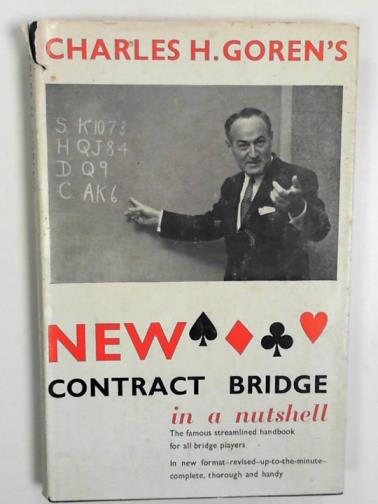 CHARLES H. GOREN'S
S. K1073
H QJ84
D Q9
C. AK6
NEW
CONTRACT BRIDGE
in a nutshell
The famous streamlined handbook
for all bridge players
In new format-revised-up-to-the-minute-
complete, thorough and handy